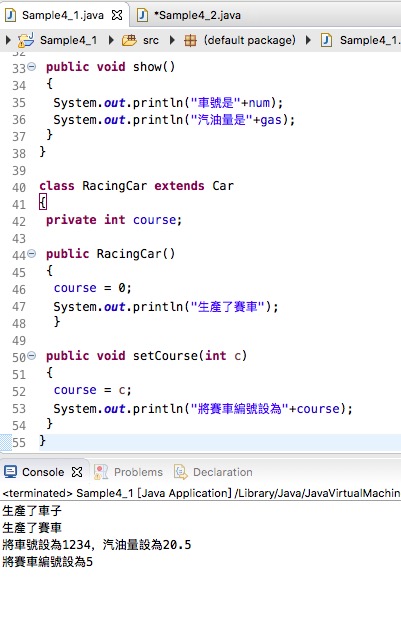 Sample4_1.java
*Sample4_2.java
Sample4_1
src
(default package)
Sample4_1.
33 public void show()
34 {
35 System.out.println("車號是"+num);
36 System.out.println("汽油量是"+gas);
37 }
38 }
39
40 class RacingCar extends Car
41 {
42 private int course;
43
44 public RacingCar()
45 {
46 course = 0;
47 System.out.println("生產了賽車");
48 }
49
50 public void setCourse(int c)
51 {
52 course = c;
53 System.out.println("將賽車編號設為"+course);
54 }
55 }
Console
Problems
Declaration
<terminated> Sample4_1 [Java Application] /Library/Java/JavaVirtualMachin
生產了車子
生產了賽車
將車號設為1234，汽油量設為20.5
將賽車編號設為5